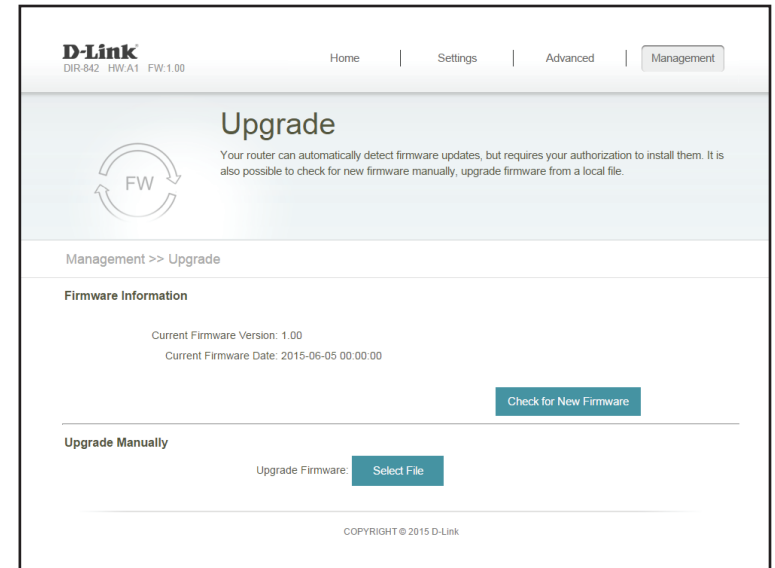 D-Link
DIR-842 HW:A1 FW:1.00
Home Settings Advanced Management
Upgrade
Your router can automatically detect firmware updates, but requires your authorization to install them. It is
also possible to check for new firmware manually, upgrade firmware from a local file.
FW
Management >> Upgrade
Firmware Information
Current Firmware Version: 1.00
Current Firmware Date: 2015-06-05 00:00:00
Check for New Firmware
Upgrade Manually
Upgrade Firmware: Select File
COPYRIGHT © 2015 D-Link